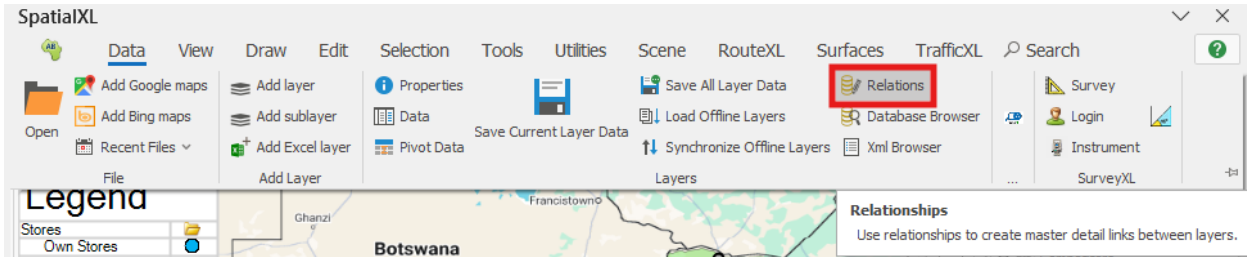 SpatialXL
AB Data View Draw Edit Selection Tools Utilities Scene RouteXL Surfaces TrafficXL Search ?
Add Google maps Add layer Properties Save All Layer Data Relations Survey
Open Add Bing maps Add sublayer Data Save Current Layer Data Load Offline Layers Database Browser Login
Recent Files Add Excel layer Pivot Data Synchronize Offline Layers Xml Browser Instrument
File Add Layer Layers ... SurveyXL
Legend
Stores
Own Stores
Ghanzi
Francistown
Botswana
Relationships
Use relationships to create master detail links between layers.